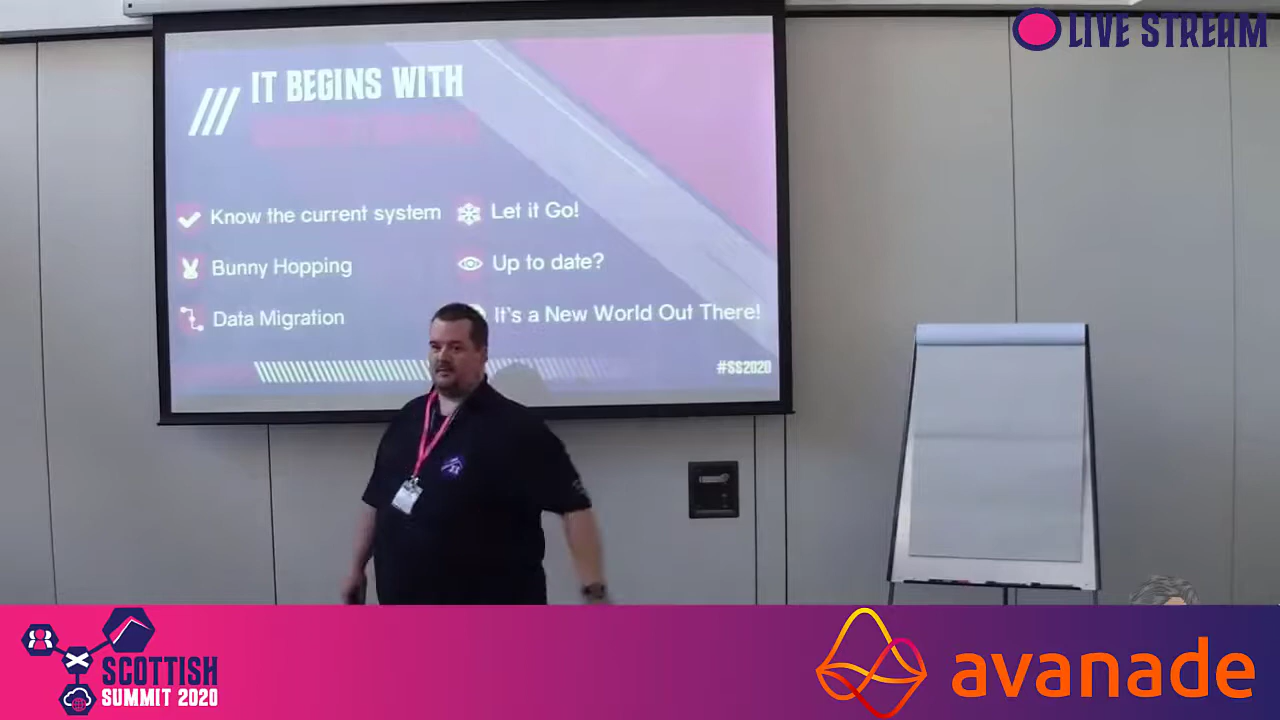 LIVE STREAM
IT BEGINS WITH
Know the current system
Let it Go!
Bunny Hopping
Up to date?
Data Migration
It's a New World Out There!
#SS2020
SCOTTISH
SUMMIT 2020
avanade